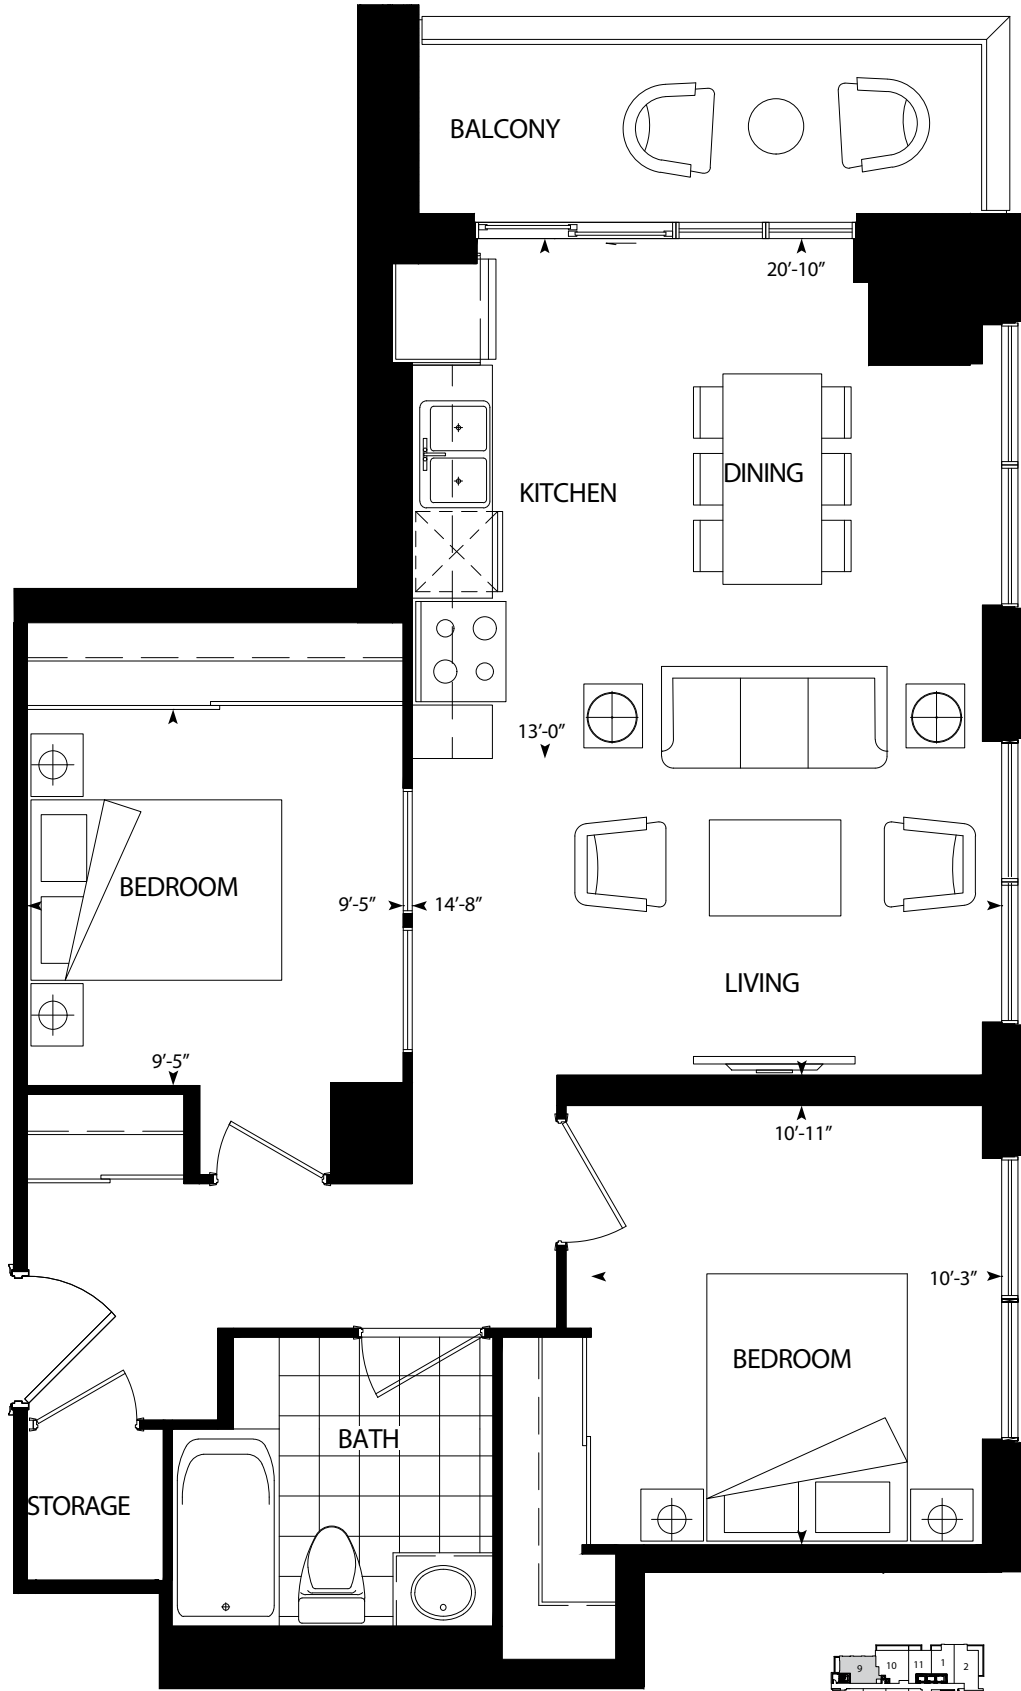 BALCONY
20'-10"
DINING
KITCHEN
13'-0"
BEDROOM
9'-5" 14'-8"
LIVING
9'-5"
10'-11"
10'-3"
BEDROOM
BATH
STORAGE
9 10 11 1 2